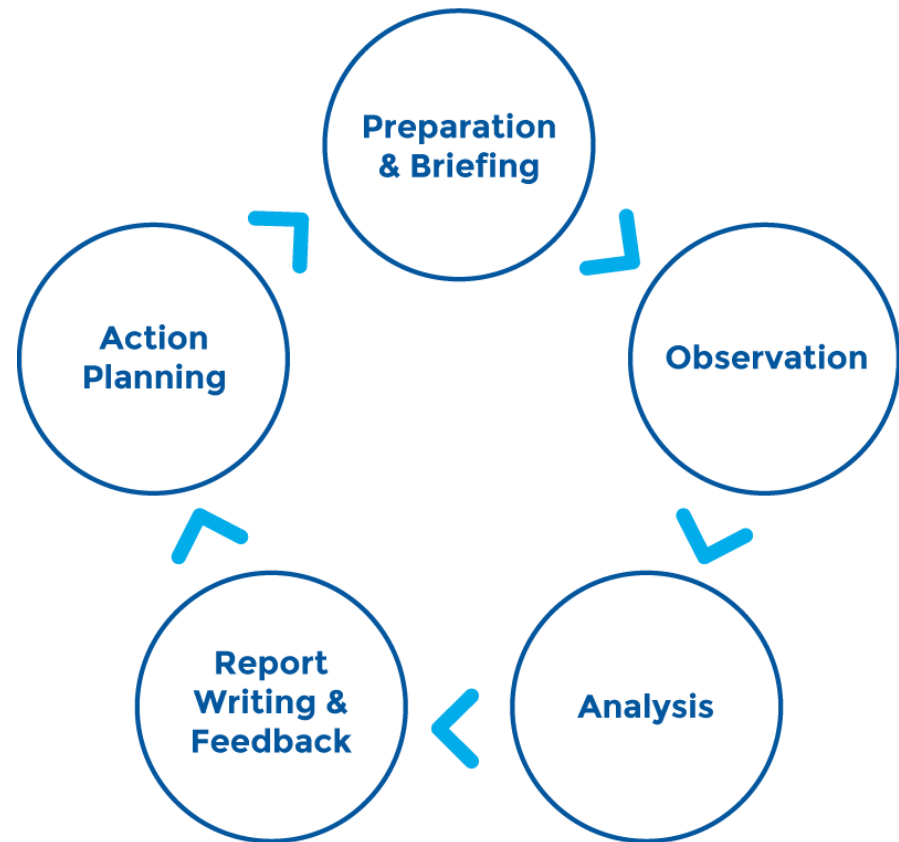 Preparation
& Briefing
Observation
Analysis
Report
Writing &
Feedback
Action
Planning